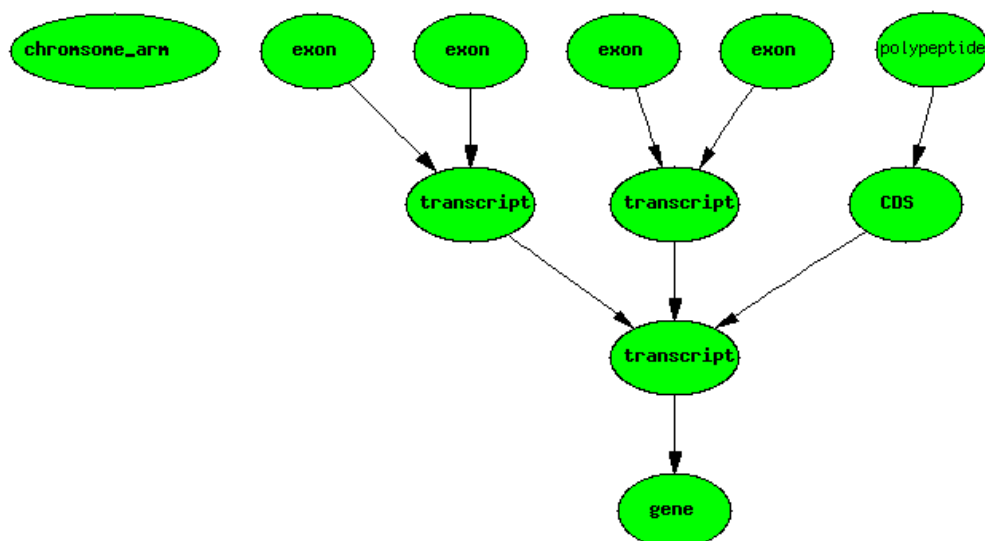 chromsome_arm
exon
exon
exon
exon
polypeptide
transcript
transcript
CDS
transcript
gene